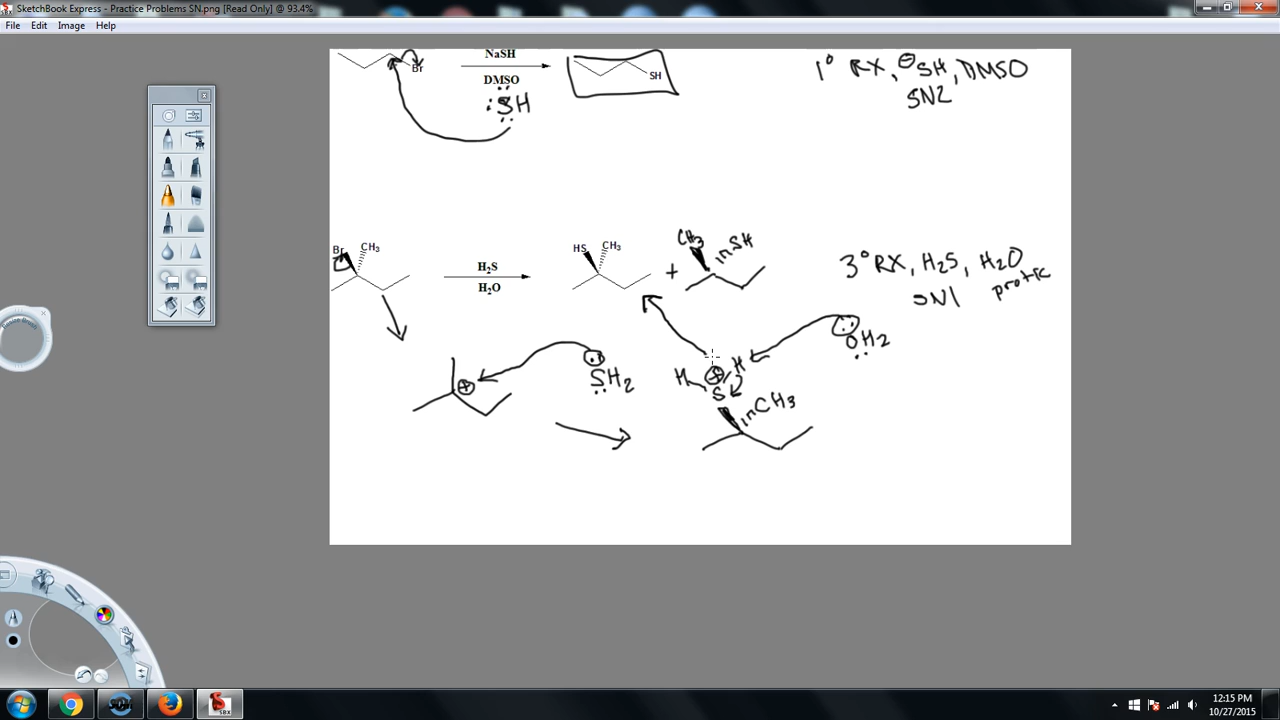 SketchBook Express - Practice Problems SN.png [Read Only] @ 93.4%
File Edit Image Help
Br
NaSH
DMSO
SH
SH
1° RX, ⊖SH, DMSO
SN2
Br CH3
H2S
H2O
HS CH3
+
CH3
SH
3° RX, H2S, H2O
SN1 protic
⊕
SH2
H ⊕ H
S
CH3
OH2
A
SBX
12:15 PM
10/27/2015